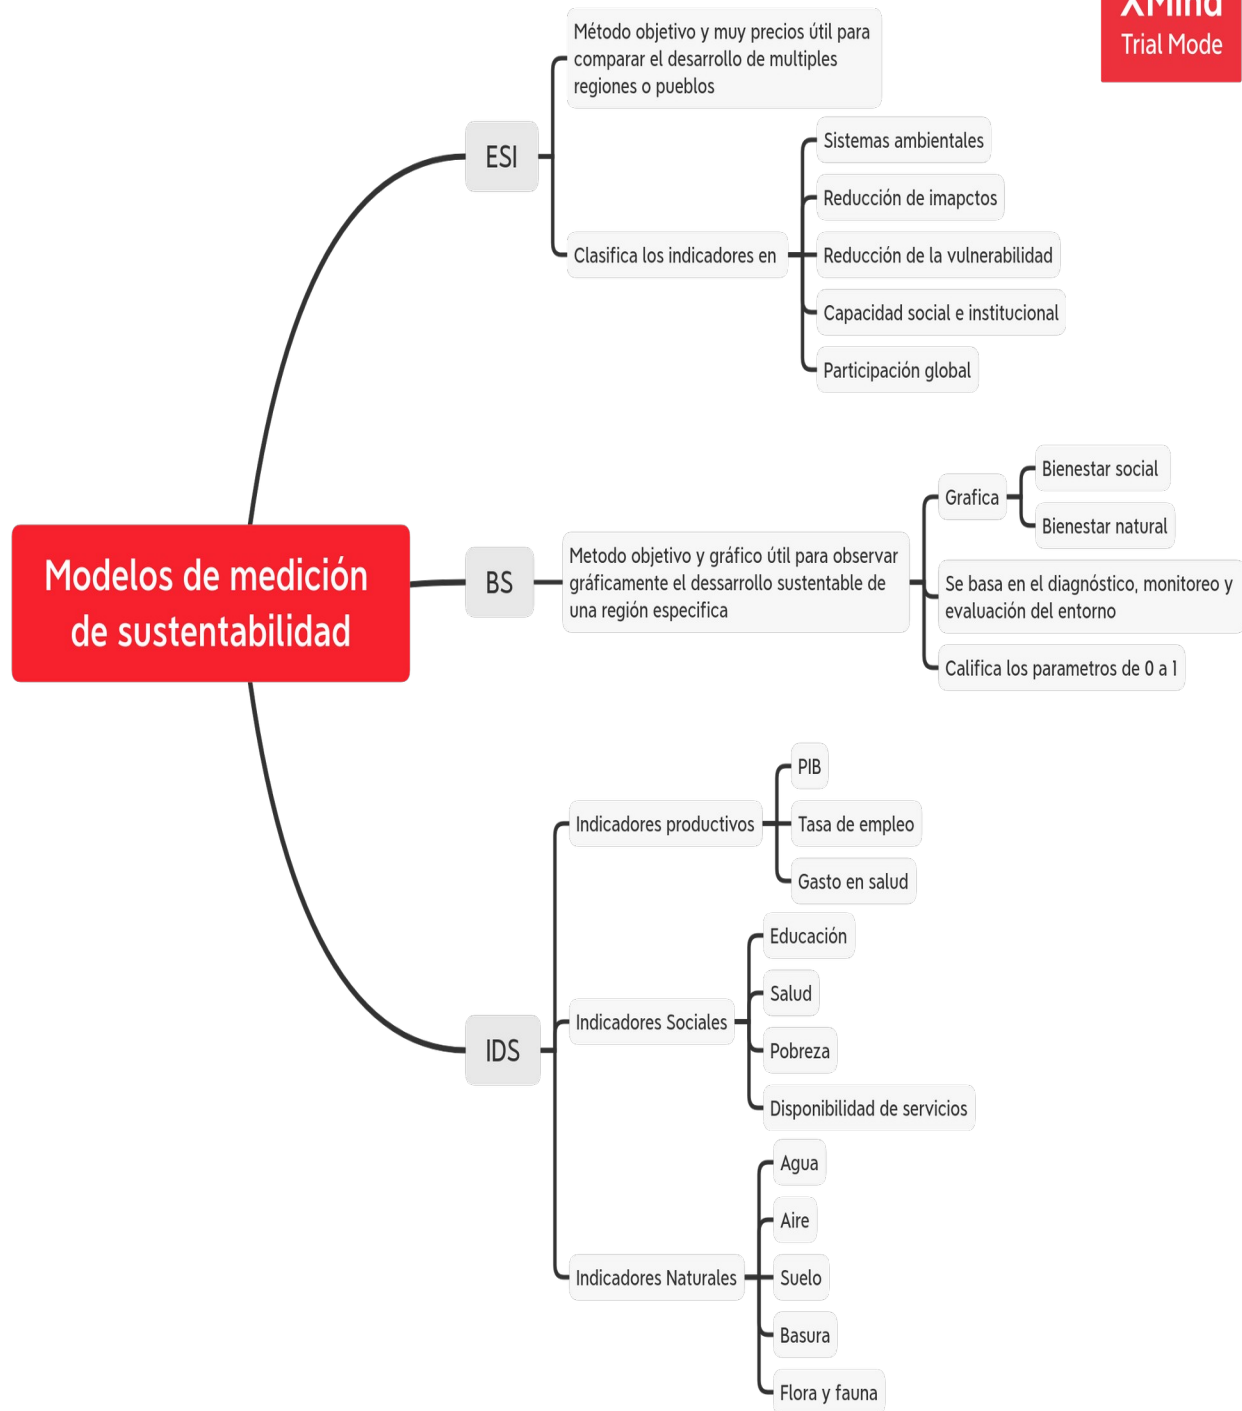 XMind
Trial Mode
Método objetivo y muy precios útil para
comparar el desarrollo de multiples
regiones o pueblos
ESI
Clasifica los indicadores en
Sistemas ambientales
Reducción de imapctos
Reducción de la vulnerabilidad
Capacidad social e institucional
Participación global
Modelos de medición
de sustentabilidad
BS
Metodo objetivo y gráfico útil para observar
gráficamente el dessarrollo sustentable de
una región especifica
Grafica
Bienestar social
Bienestar natural
Se basa en el diagnóstico, monitoreo y
evaluación del entorno
Califica los parametros de 0 a 1
IDS
Indicadores productivos
PIB
Tasa de empleo
Gasto en salud
Indicadores Sociales
Educación
Salud
Pobreza
Disponibilidad de servicios
Indicadores Naturales
Agua
Aire
Suelo
Basura
Flora y fauna